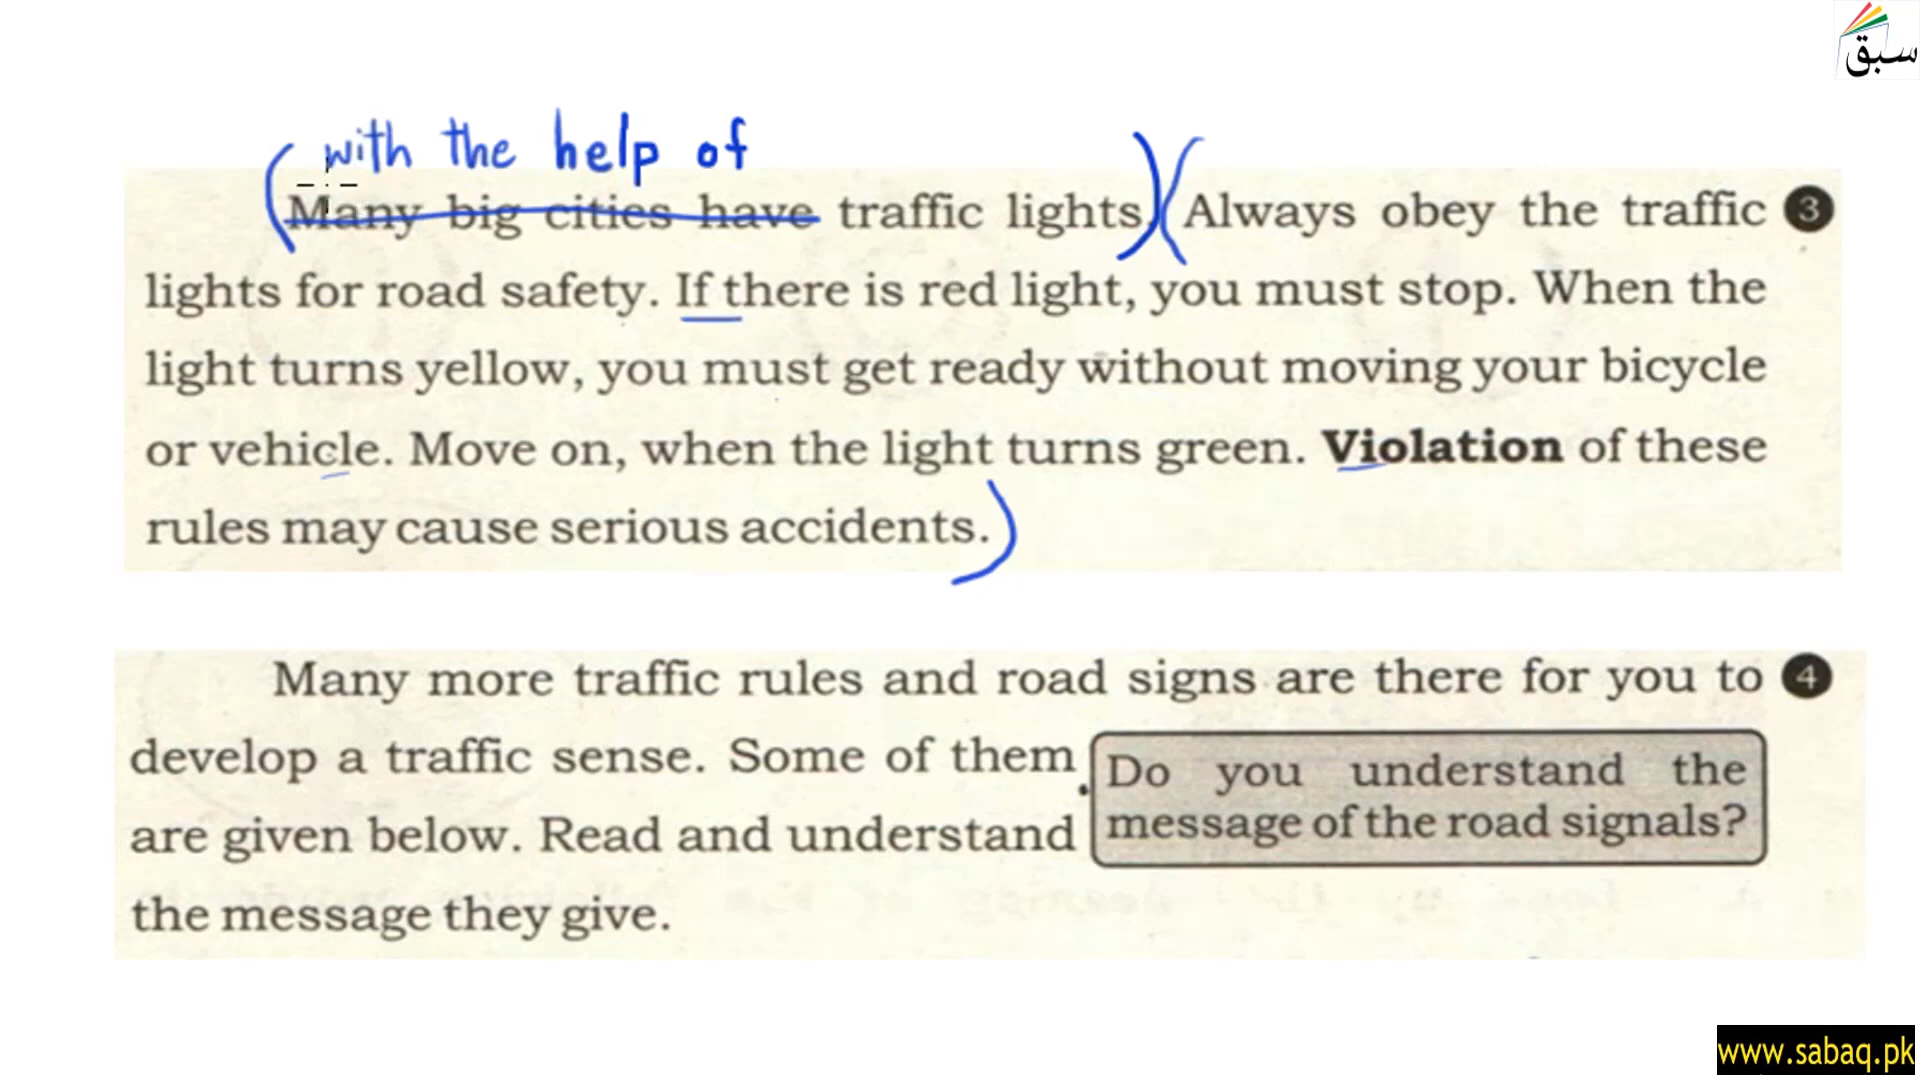 سبق
with the help of
Many big cities have traffic lights. Always obey the traffic 3
lights for road safety. If there is red light, you must stop. When the
light turns yellow, you must get ready without moving your bicycle
or vehicle. Move on, when the light turns green. Violation of these
rules may cause serious accidents.
Many more traffic rules and road signs are there for you to 4
develop a traffic sense. Some of them
are given below. Read and understand
the message they give.
Do you understand the
message of the road signals?
www.sabaq.pk